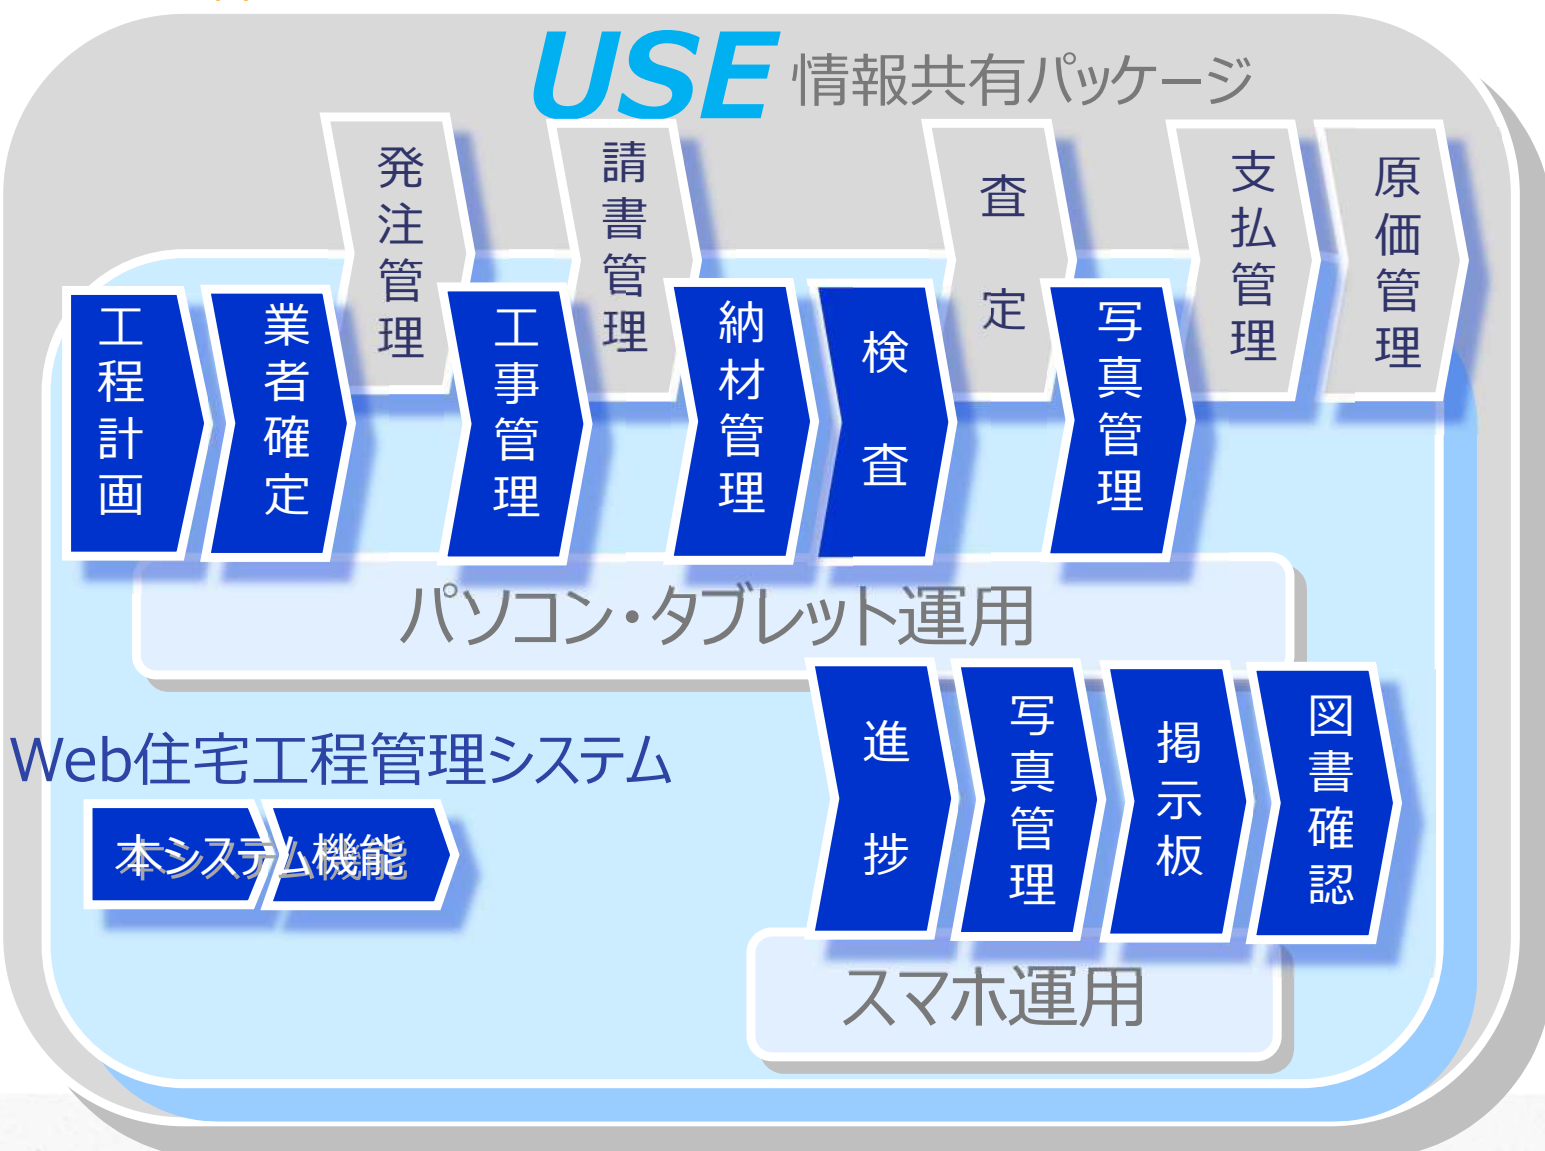 USE 情報共有パッケージ
発注管理
請書管理
査定
支払管理
原価管理
工程計画
業者確定
工事管理
納材管理
検査
写真管理
パソコン・タブレット運用
進捗
写真管理
掲示板
図書確認
Web住宅工程管理システム
本システム機能
スマホ運用